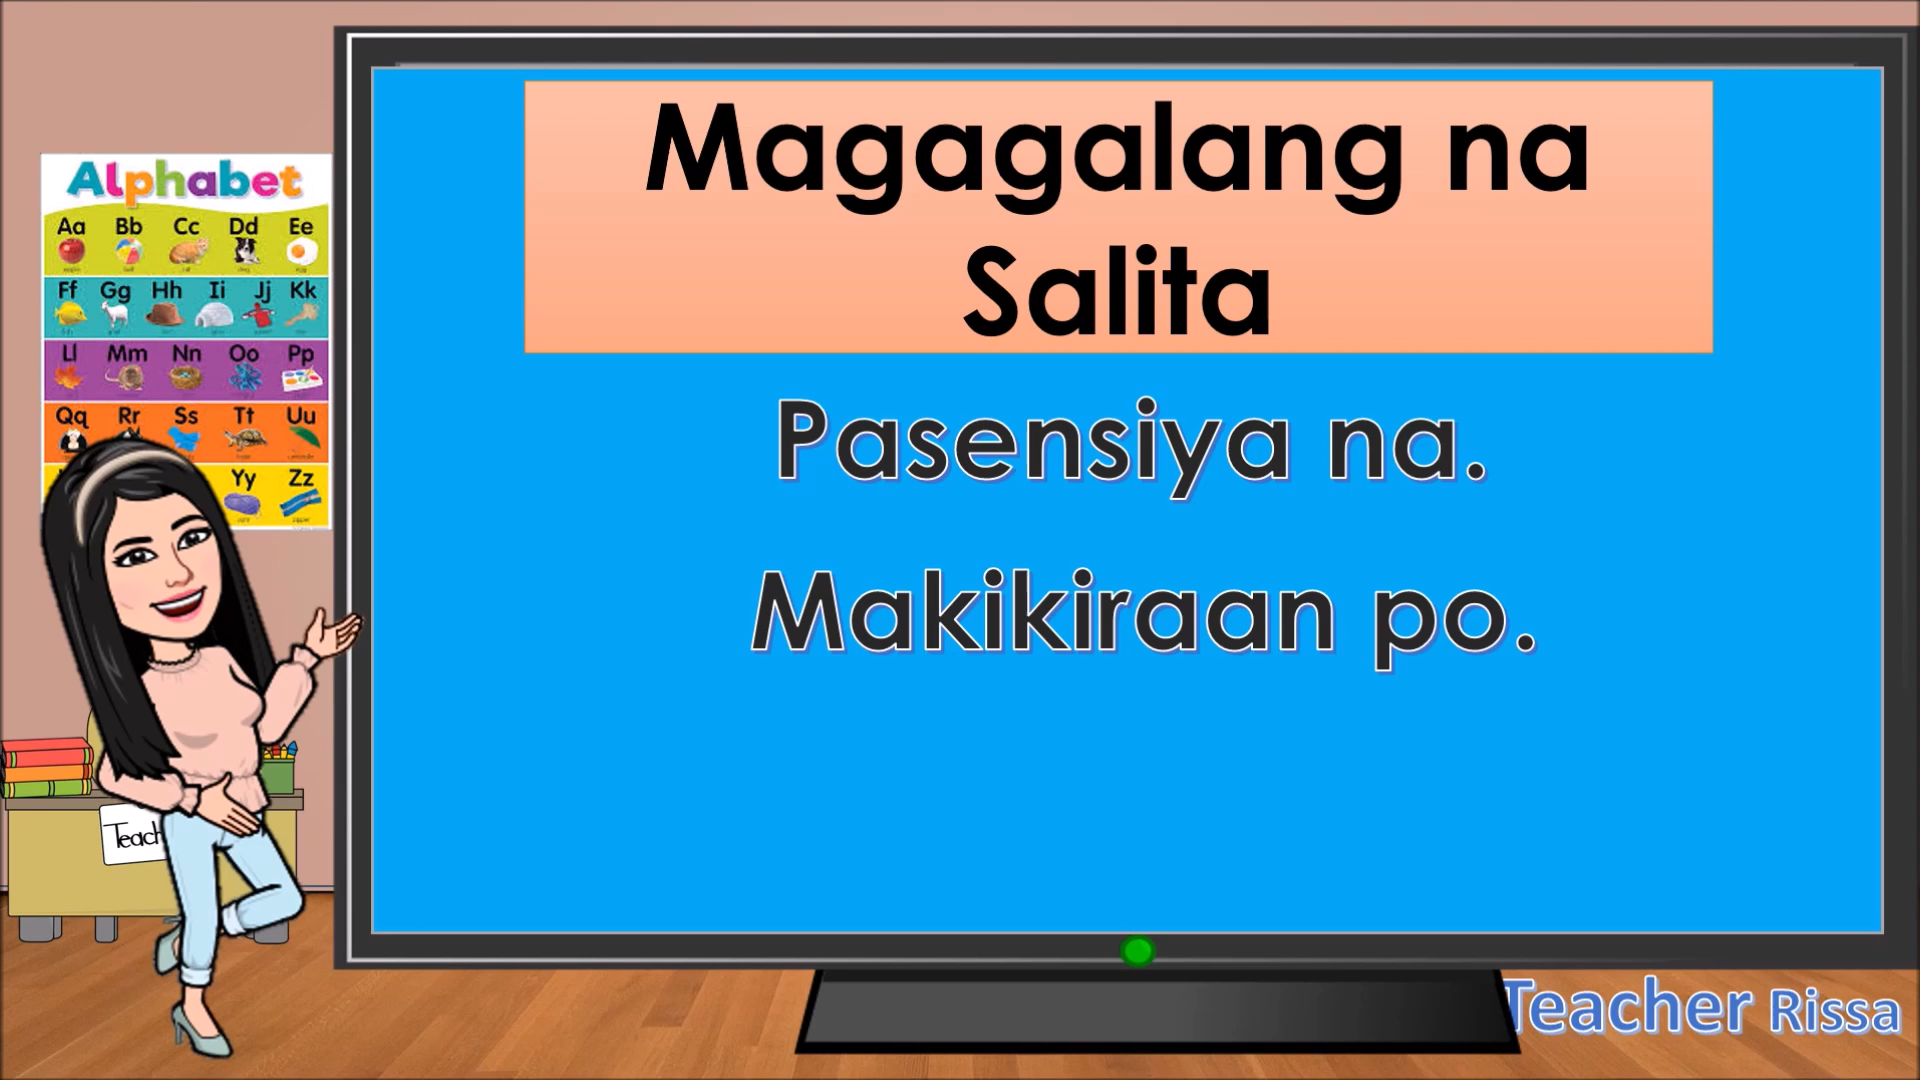 Magagalang na
Salita
Pasensiya na.
Makikiraan po.
Alphabet
Aa Bb Cc Dd Ee
Ff Gg Hh Ii Jj Kk
Ll Mm Nn Oo Pp
Qq Rr Ss Tt Uu
Yy Zz
Teach
Teacher Rissa